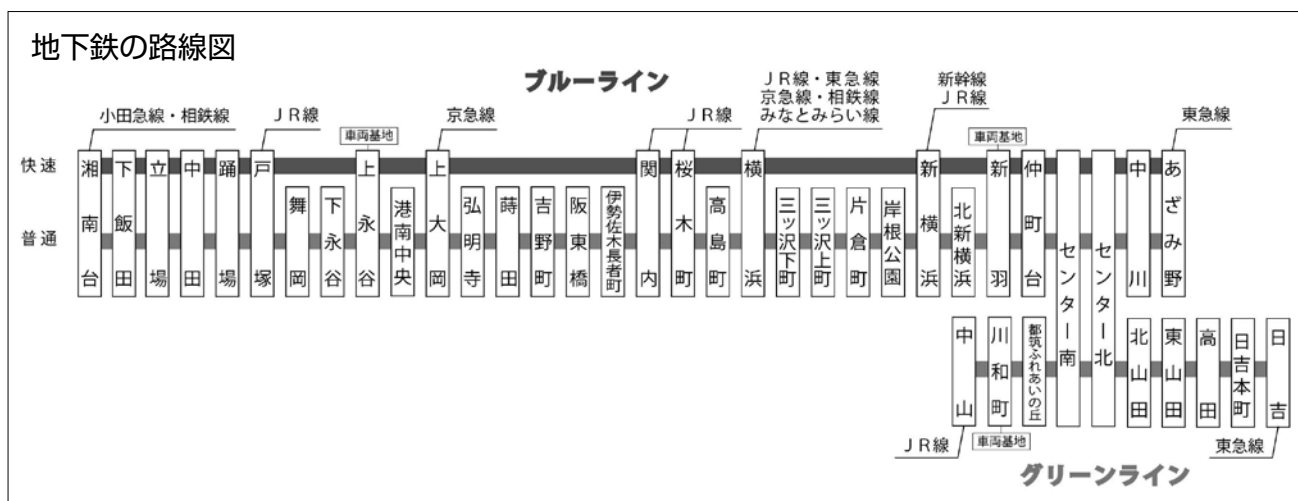 地下鉄の路線図
ブルーライン
小田急線・相鉄線
JR線
車両基地
京急線
JR線
JR線・東急線
京急線・相鉄線
みなとみらい線
新幹線
JR線
車両基地
東急線
快速
普通
湘南台
下飯田
立場
中田
踊場
戸塚
舞岡
下永谷
上永谷
港南中央
上大岡
弘明寺
蒔田
吉野町
阪東橋
伊勢佐木長者町
関内
桜木町
高島町
横浜
三ッ沢下町
三ッ沢上町
片倉町
岸根公園
新横浜
北新横浜
新羽
仲町台
センター南
センター北
中川
あざみ野
中山
川和町
都筑ふれあいの丘
北山田
東山田
高田
日吉本町
日吉
JR線
車両基地
東急線
グリーンライン